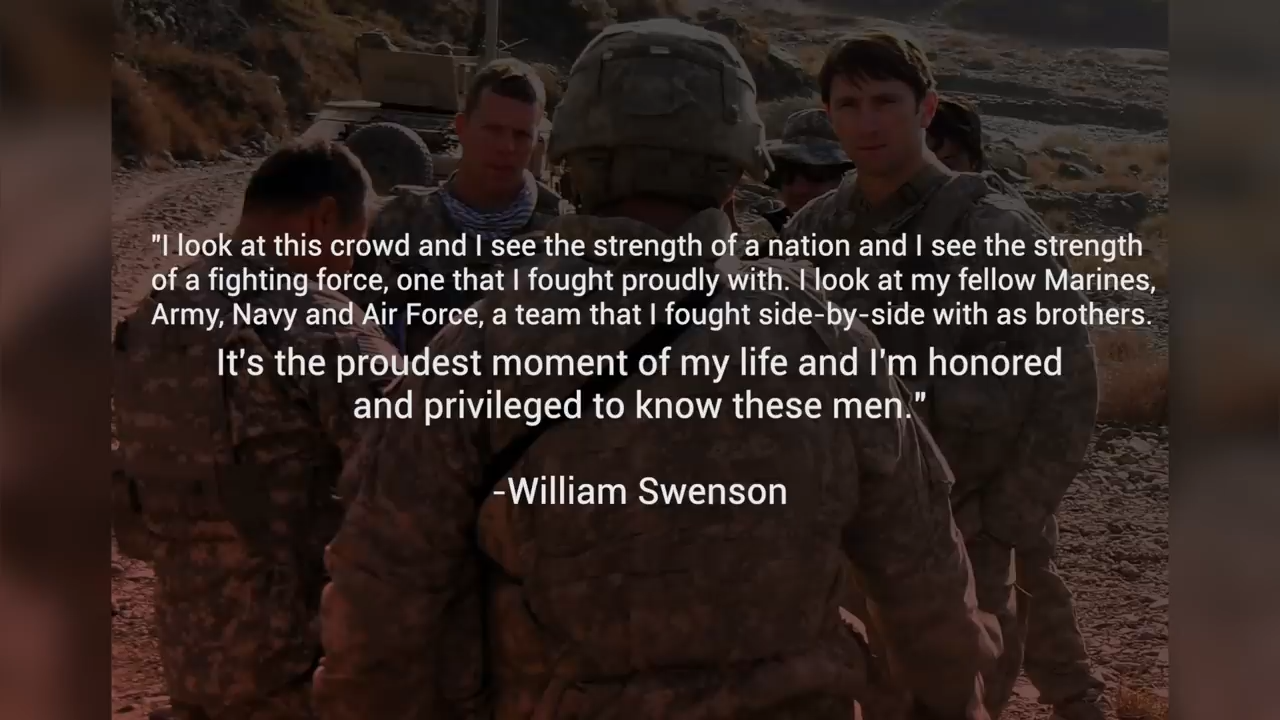 "I look at this crowd and I see the strength of a nation and I see the strength
of a fighting force, one that I fought proudly with. I look at my fellow Marines,
Army, Navy and Air Force, a team that I fought side-by-side with as brothers.
It's the proudest moment of my life and I'm honored
and privileged to know these men."
-William Swenson